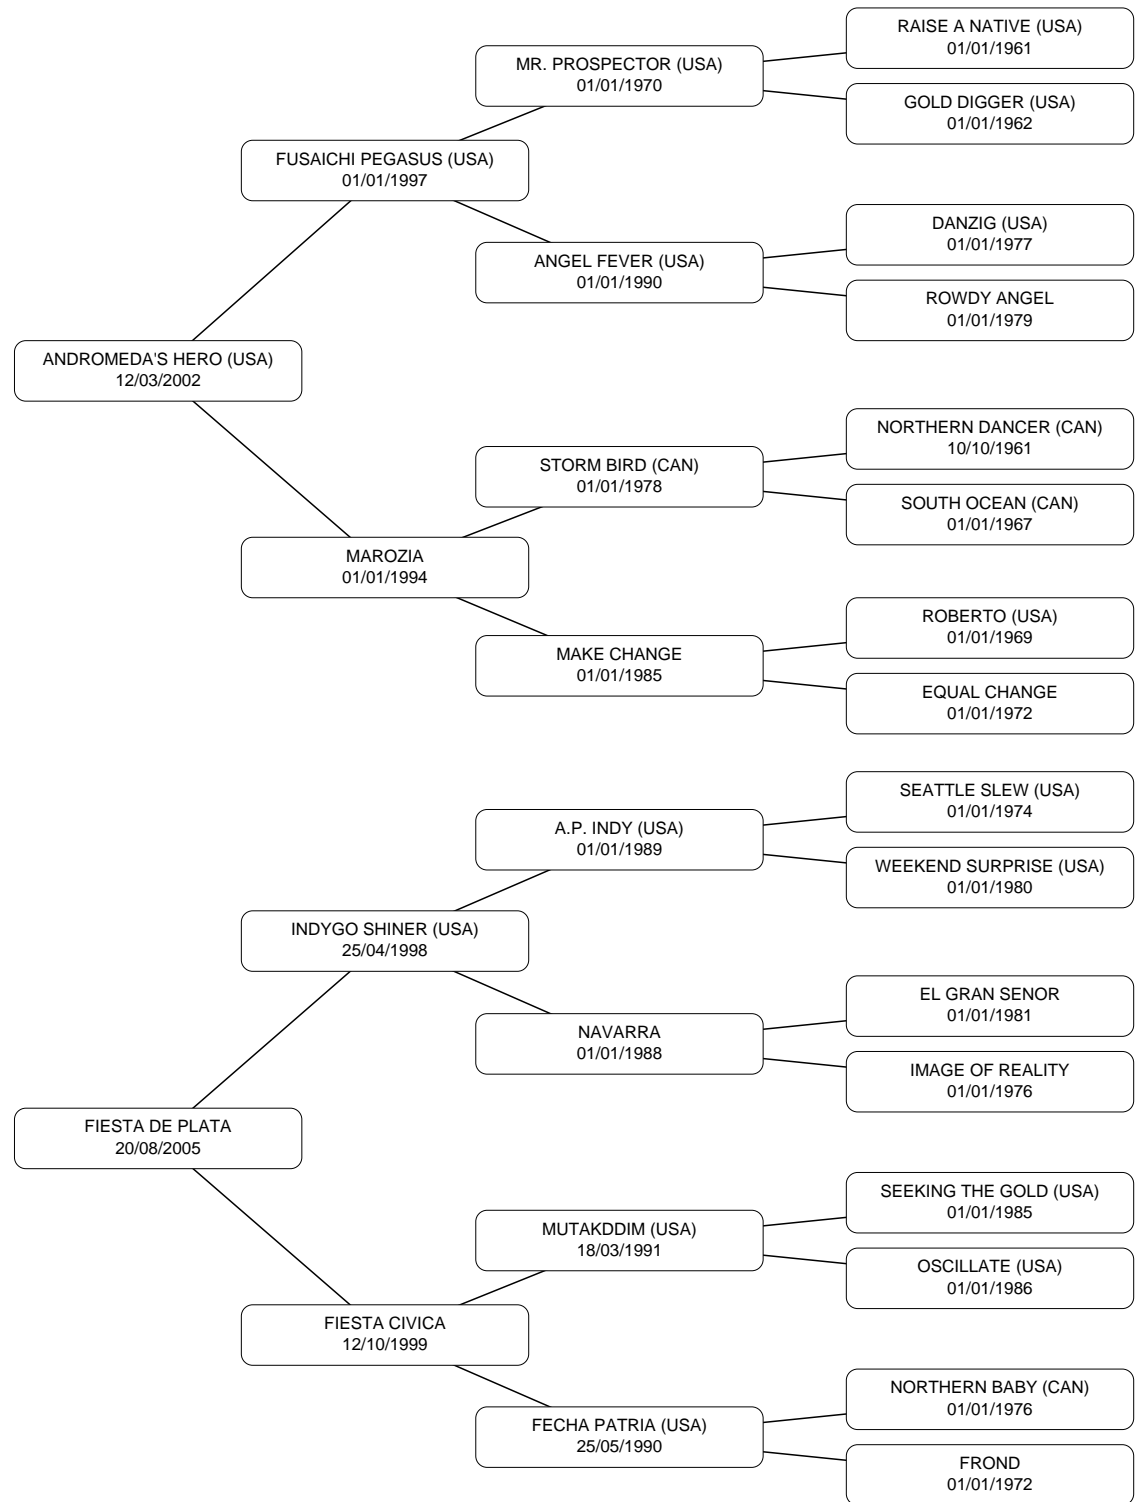 RAISE A NATIVE (USA)
01/01/1961
MR. PROSPECTOR (USA)
01/01/1970
GOLD DIGGER (USA)
01/01/1962
FUSAICHI PEGASUS (USA)
01/01/1997
DANZIG (USA)
01/01/1977
ANGEL FEVER (USA)
01/01/1990
ROWDY ANGEL
01/01/1979
ANDROMEDA'S HERO (USA)
12/03/2002
NORTHERN DANCER (CAN)
10/10/1961
STORM BIRD (CAN)
01/01/1978
SOUTH OCEAN (CAN)
01/01/1967
MAROZIA
01/01/1994
ROBERTO (USA)
01/01/1969
MAKE CHANGE
01/01/1985
EQUAL CHANGE
01/01/1972
SEATTLE SLEW (USA)
01/01/1974
A.P. INDY (USA)
01/01/1989
WEEKEND SURPRISE (USA)
01/01/1980
INDYGO SHINER (USA)
25/04/1998
EL GRAN SENOR
01/01/1981
NAVARRA
01/01/1988
IMAGE OF REALITY
01/01/1976
FIESTA DE PLATA
20/08/2005
SEEKING THE GOLD (USA)
01/01/1985
MUTAKDDIM (USA)
18/03/1991
OSCILLATE (USA)
01/01/1986
FIESTA CIVICA
12/10/1999
NORTHERN BABY (CAN)
01/01/1976
FECHA PATRIA (USA)
25/05/1990
FROND
01/01/1972